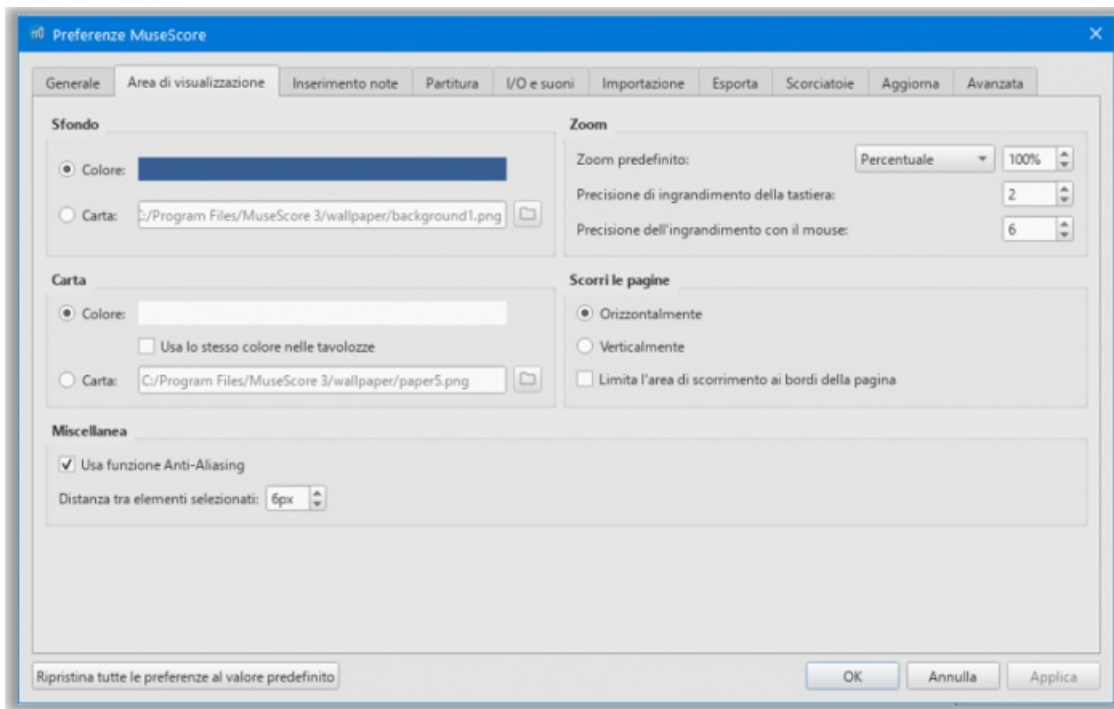 Preferenze MuseScore
Generale Area di visualizzazione Inserimento note Partitura I/O e suoni Importazione Esporta Scorciatoie Aggiorna Avanzata
Sfondo
Colore:
Carta: C:/Program Files/MuseScore 3/wallpaper/background1.png
Zoom
Zoom predefinito: Percentuale 100%
Precisione di ingrandimento della tastiera: 2
Precisione dell'ingrandimento con il mouse: 6
Carta
Colore:
Usa lo stesso colore nelle tavolozze
Carta: C:/Program Files/MuseScore 3/wallpaper/paper5.png
Scorri le pagine
Orizzontalmente
Verticalmente
Limita l'area di scorrimento ai bordi della pagina
Miscellanea
Usa funzione Anti-Aliasing
Distanza tra elementi selezionati: 6px
Ripristina tutte le preferenze al valore predefinito OK Annulla Applica